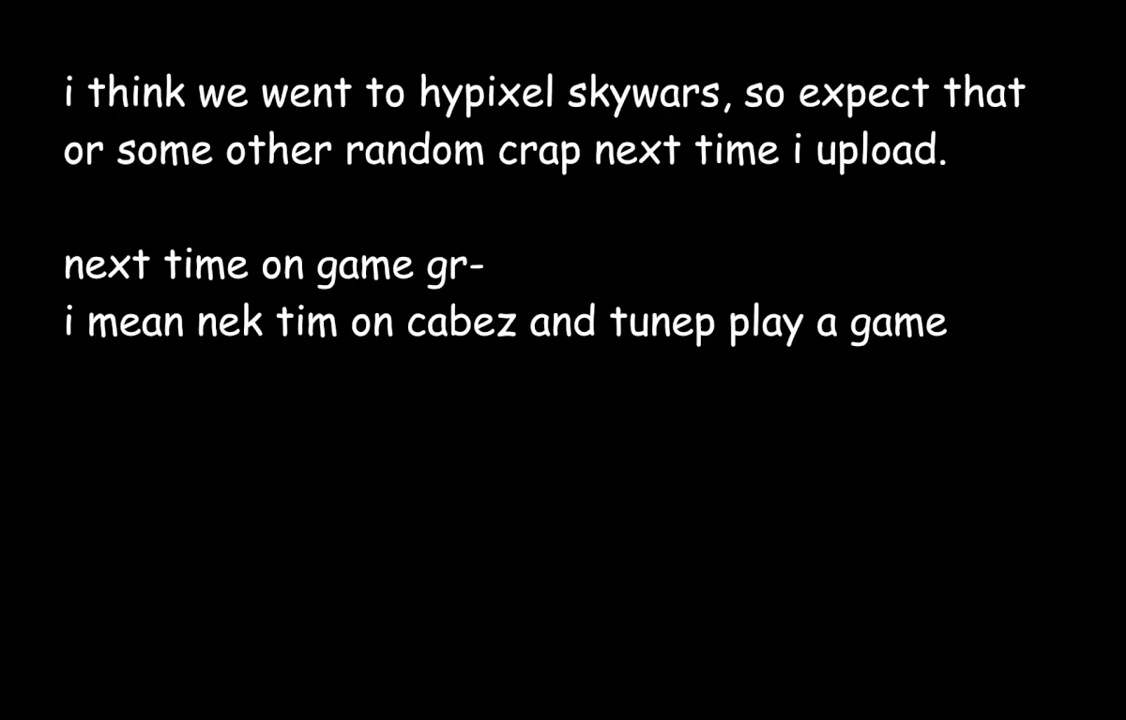 i think we went to hypixel skywars, so expect that
or some other random crap next time i upload.
next time on game gr-
i mean nek tim on cabez and tunep play a game